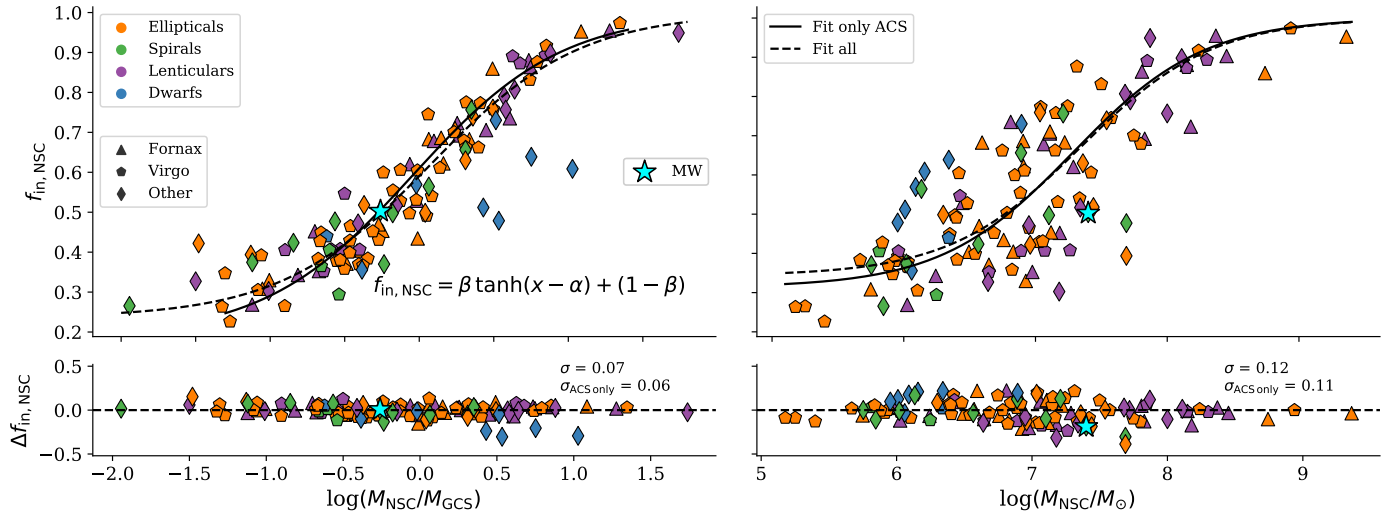 1.0
0.9
0.8
0.7
0.6
0.5
0.4
0.3
0.2
f_in, NSC
Ellipticals
Spirals
Lenticulars
Dwarfs
Fornax
Virgo
Other
MW
f_in, NSC = β tanh(x − α) + (1 − β)
Fit only ACS
Fit all
0.5
0.0
−0.5
Δf_in, NSC
σ = 0.07
σ_ACS only = 0.06
σ = 0.12
σ_ACS only = 0.11
−2.0 −1.5 −1.0 −0.5 0.0 0.5 1.0 1.5
log(M_NSC/M_GCS)
5 6 7 8 9
log(M_NSC/M_⊙)